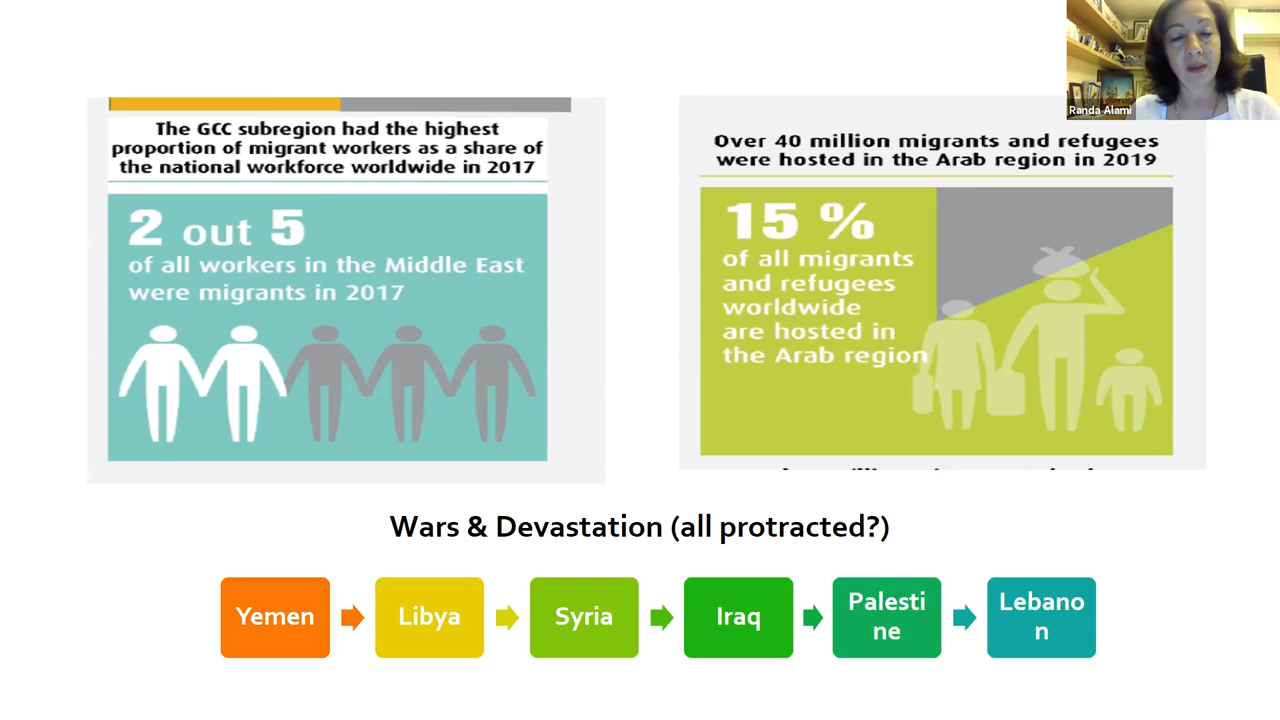 Randa Alami
The GCC subregion had the highest
proportion of migrant workers as a share of
the national workforce worldwide in 2017
2 out 5
of all workers in the Middle East
were migrants in 2017
Over 40 million migrants and refugees
were hosted in the Arab region in 2019
15 %
of all migrants
and refugees
worldwide
are hosted in
the Arab region
Wars & Devastation (all protracted?)
Yemen
Libya
Syria
Iraq
Palesti
ne
Lebano
n